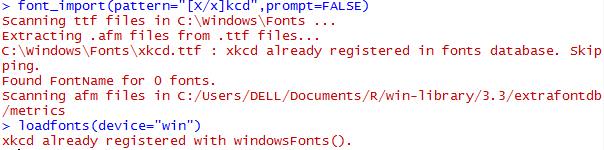 > font_import(pattern="[X/x]kcd",prompt=FALSE)
Scanning ttf files in C:\Windows\Fonts ...
Extracting .afm files from .ttf files...
C:\Windows\Fonts\xkcd.ttf : xkcd already registered in fonts database. Skip
ping.
Found FontName for 0 fonts.
Scanning afm files in C:/Users/DELL/Documents/R/win-library/3.3/extrafontdb
/metrics
> loadfonts(device="win")
xkcd already registered with windowsFonts().